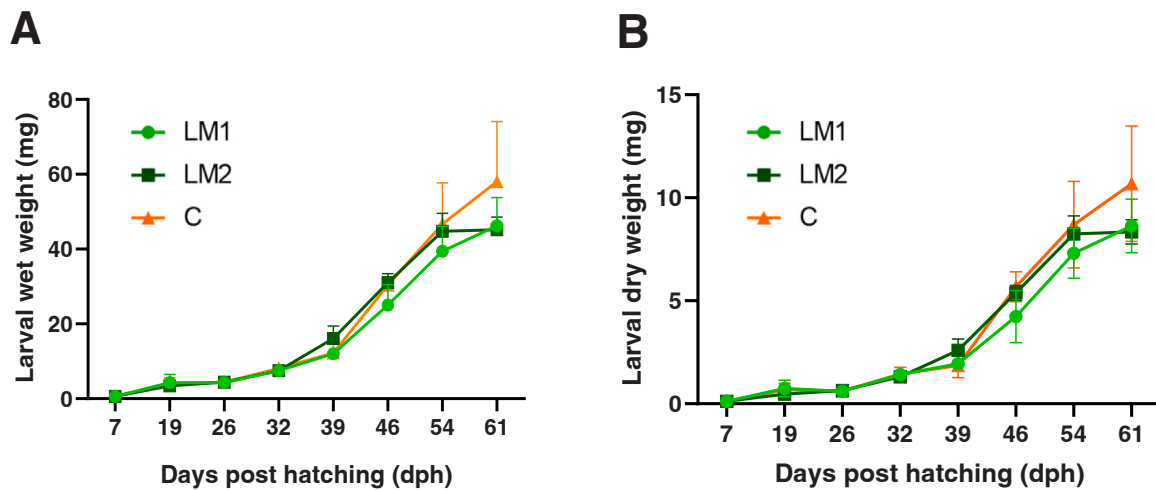 A
Larval wet weight (mg)
80
60
40
20
0
LM1
LM2
C
7 19 26 32 39 46 54 61
Days post hatching (dph)
B
Larval dry weight (mg)
15
10
5
0
LM1
LM2
C
7 19 26 32 39 46 54 61
Days post hatching (dph)